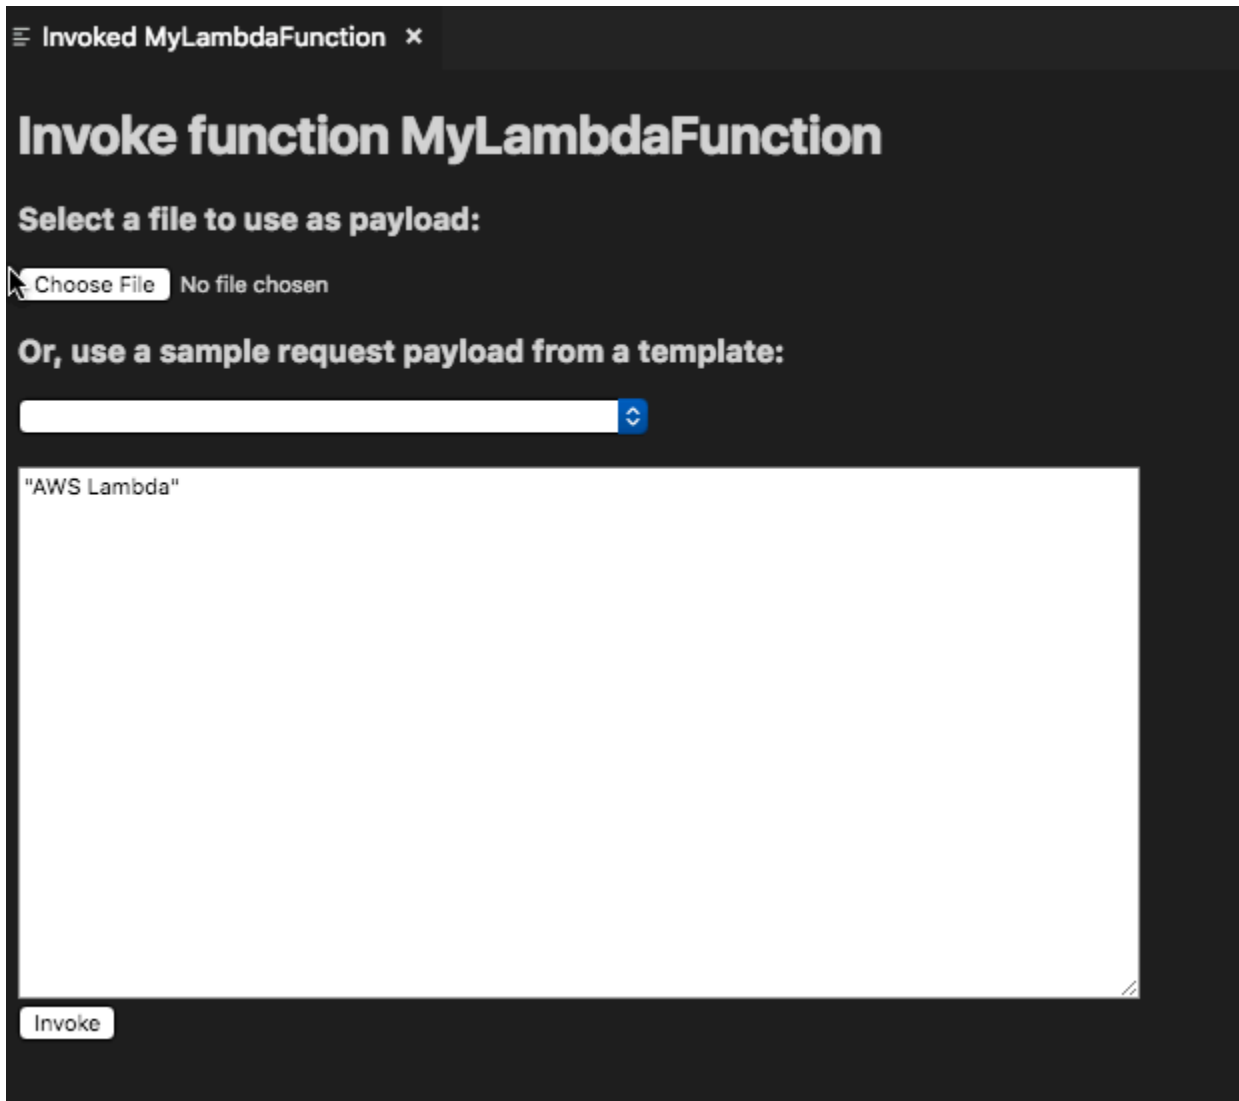 Invoked MyLambdaFunction
Invoke function MyLambdaFunction
Select a file to use as payload:
Choose File No file chosen
Or, use a sample request payload from a template:
"AWS Lambda"
Invoke